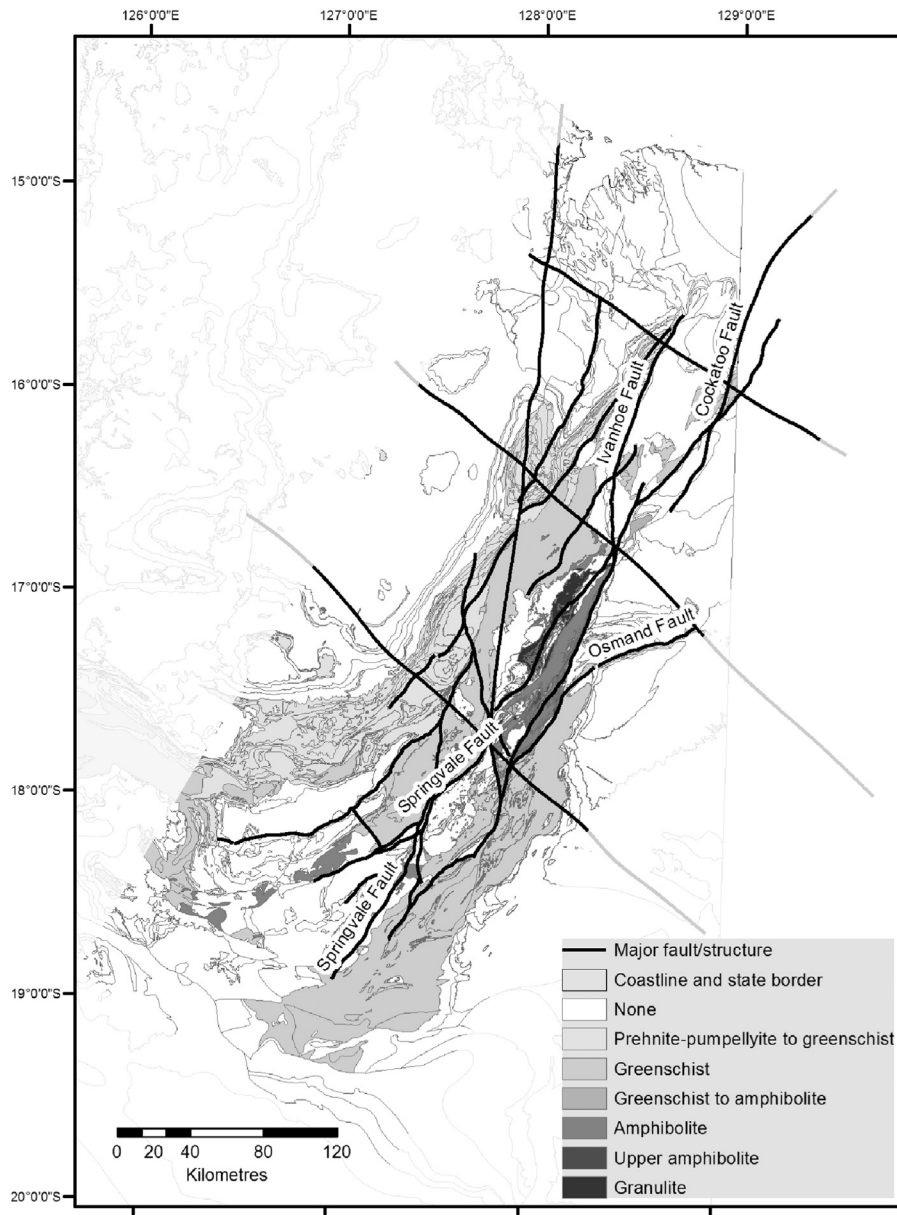 126°0'0"E 127°0'0"E 128°0'0"E 129°0'0"E
15°0'0"S
16°0'0"S
17°0'0"S
18°0'0"S
19°0'0"S
20°0'0"S
Cockatoo Fault
Ivanhoe Fault
Osmand Fault
Springvale Fault
Springvale Fault
Major fault/structure
Coastline and state border
None
Prehnite-pumpellyite to greenschist
Greenschist
Greenschist to amphibolite
Amphibolite
Upper amphibolite
Granulite
0 20 40 80 120
Kilometres